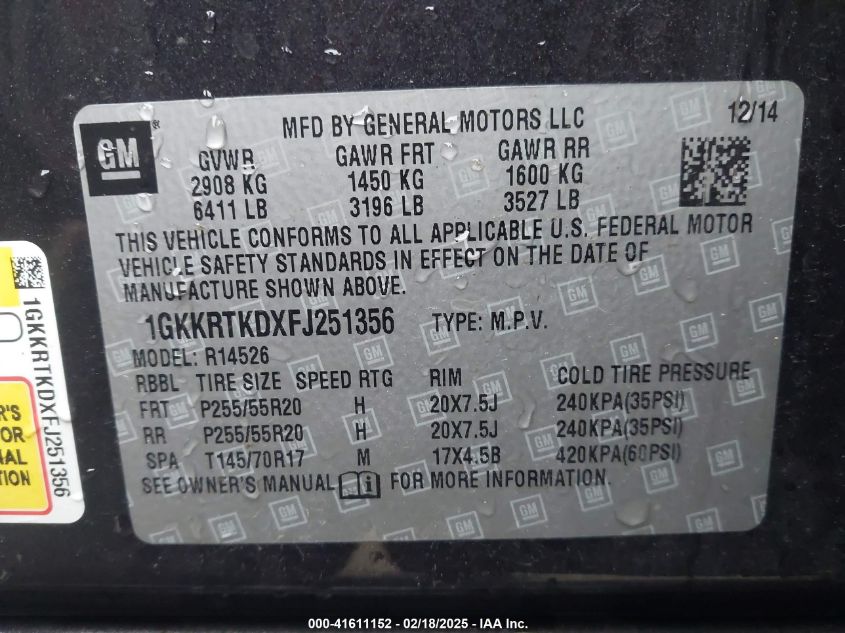 GM
MFD BY GENERAL MOTORS LLC
12/14
GVWR GAWR FRT GAWR RR
2908 KG 1450 KG 1600 KG
6411 LB 3196 LB 3527 LB
THIS VEHICLE CONFORMS TO ALL APPLICABLE U.S. FEDERAL MOTOR
VEHICLE SAFETY STANDARDS IN EFFECT ON THE DATE OF
MANUFACTURE SHOWN ABOVE.
1GKKRTKDXFJ251356 TYPE: M.P.V.
MODEL: R14526
RBBL TIRE SIZE SPEED RTG RIM COLD TIRE PRESSURE
FRT P255/55R20 H 20X7.5J 240KPA(35PSI)
RR P255/55R20 H 20X7.5J 240KPA(35PSI)
SPA T145/70R17 M 17X4.5B 420KPA(60PSI)
SEE OWNER'S MANUAL i FOR MORE INFORMATION.
1GKKRTKDXFJ251356
R'S
OR
NAL
TION
000-41611152 - 02/18/2025 - IAA Inc.